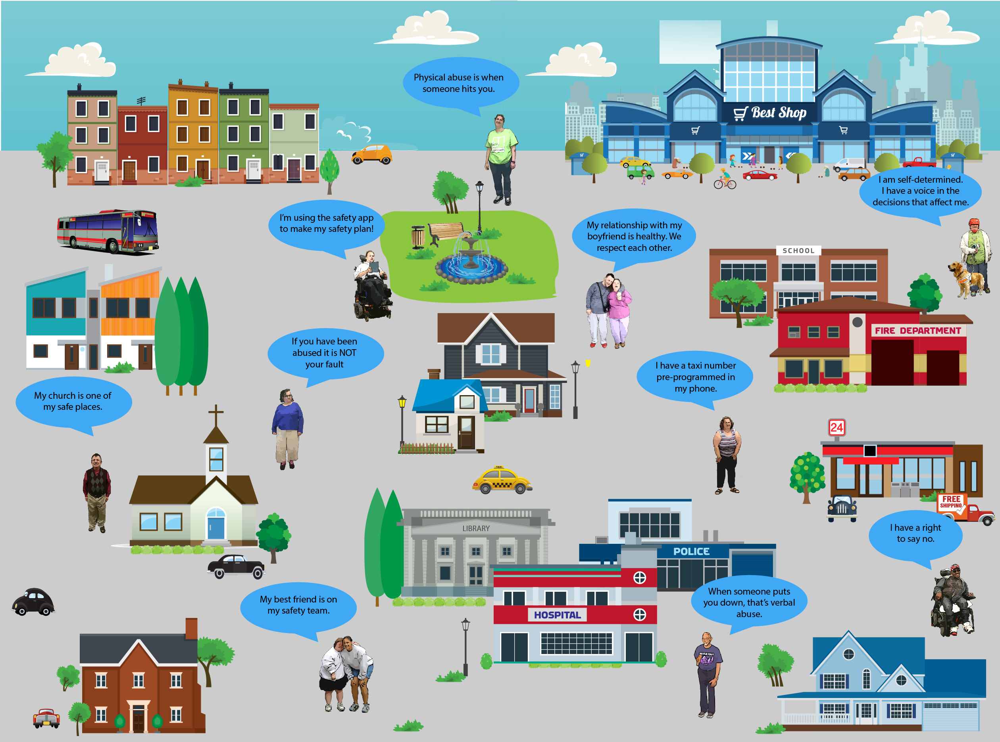 Physical abuse is when
someone hits you.
Best Shop
I am self-determined.
I have a voice in the
decisions that affect me.
I'm using the safety app
to make my safety plan!
My relationship with my
boyfriend is healthy. We
respect each other.
SCHOOL
FIRE DEPARTMENT
If you have been
abused it is NOT
your fault
I have a taxi number
pre-programmed in
my phone.
My church is one of
my safe places.
24
TAXI
FREE
SHIPPING
LIBRARY
POLICE
I have a right
to say no.
HOSPITAL
When someone puts
you down, that's verbal
abuse.
My best friend is on
my safety team.
PEOPLE FIRST